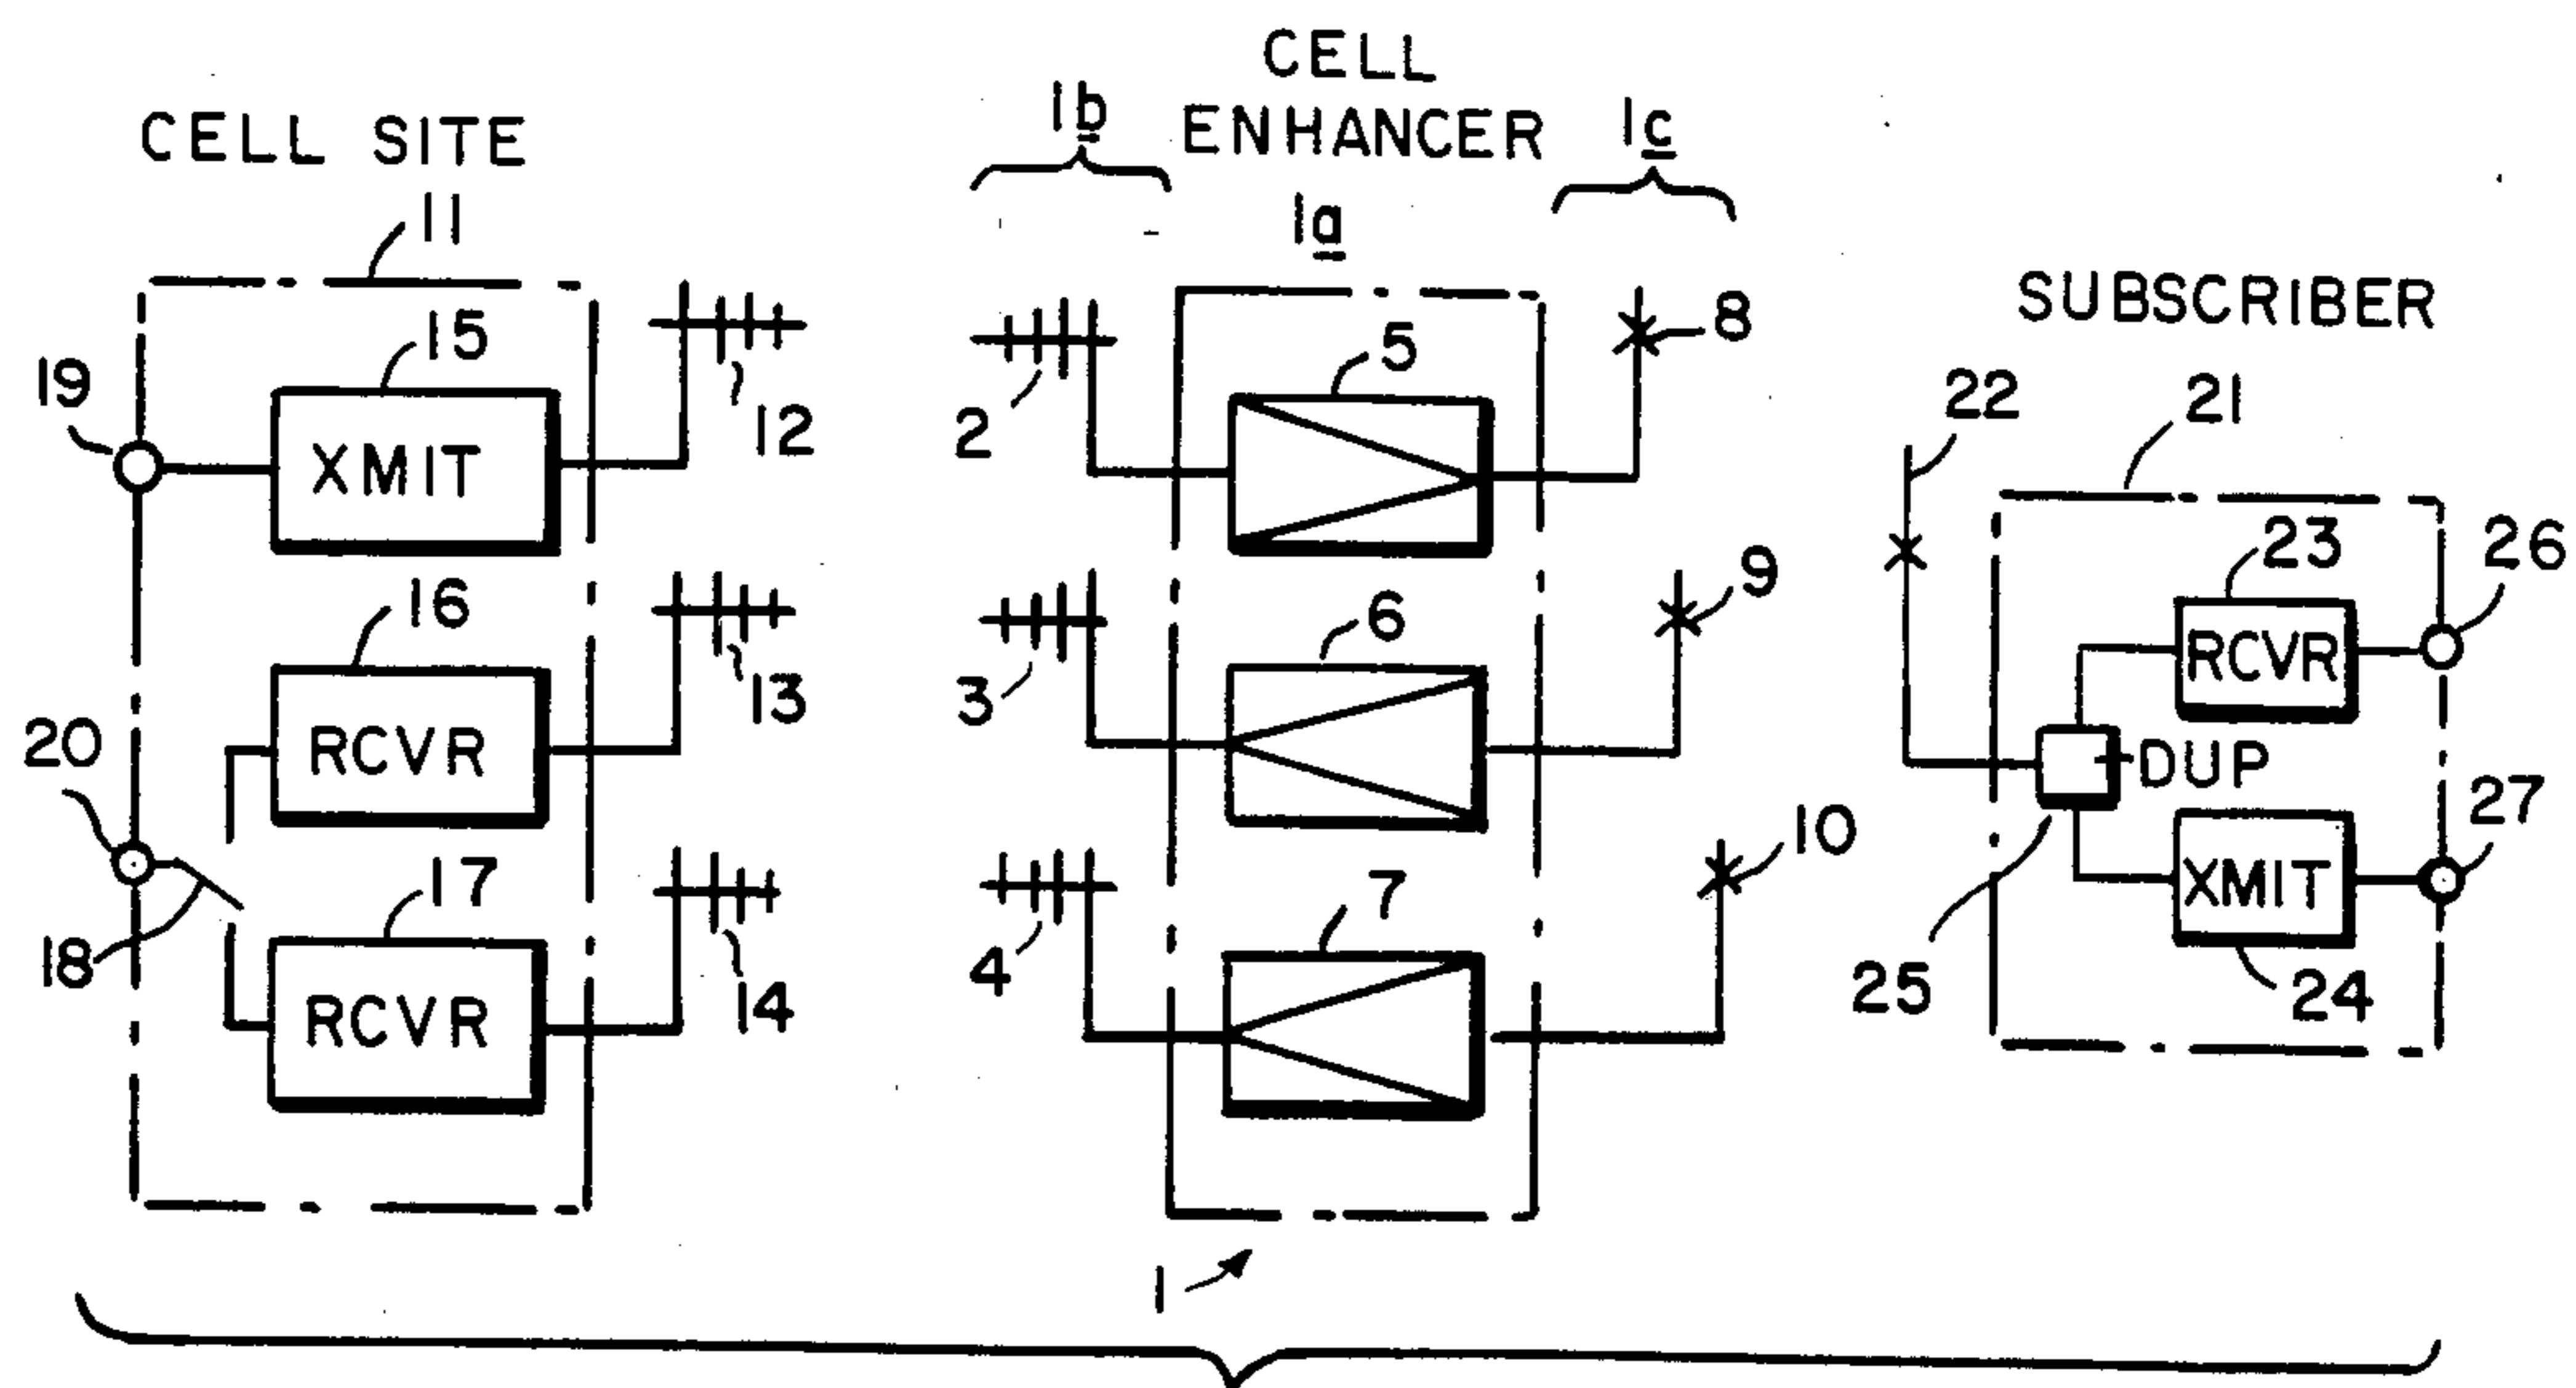 CELL SITE
11
19
15
XMIT
12
16
RCVR
13
20
18
17
RCVR
14
CELL
ENHANCER
1b
1a
1c
2
5
8
3
6
9
4
7
10
1
SUBSCRIBER
22
21
23
RCVR
26
DUP
25
XMIT
24
27